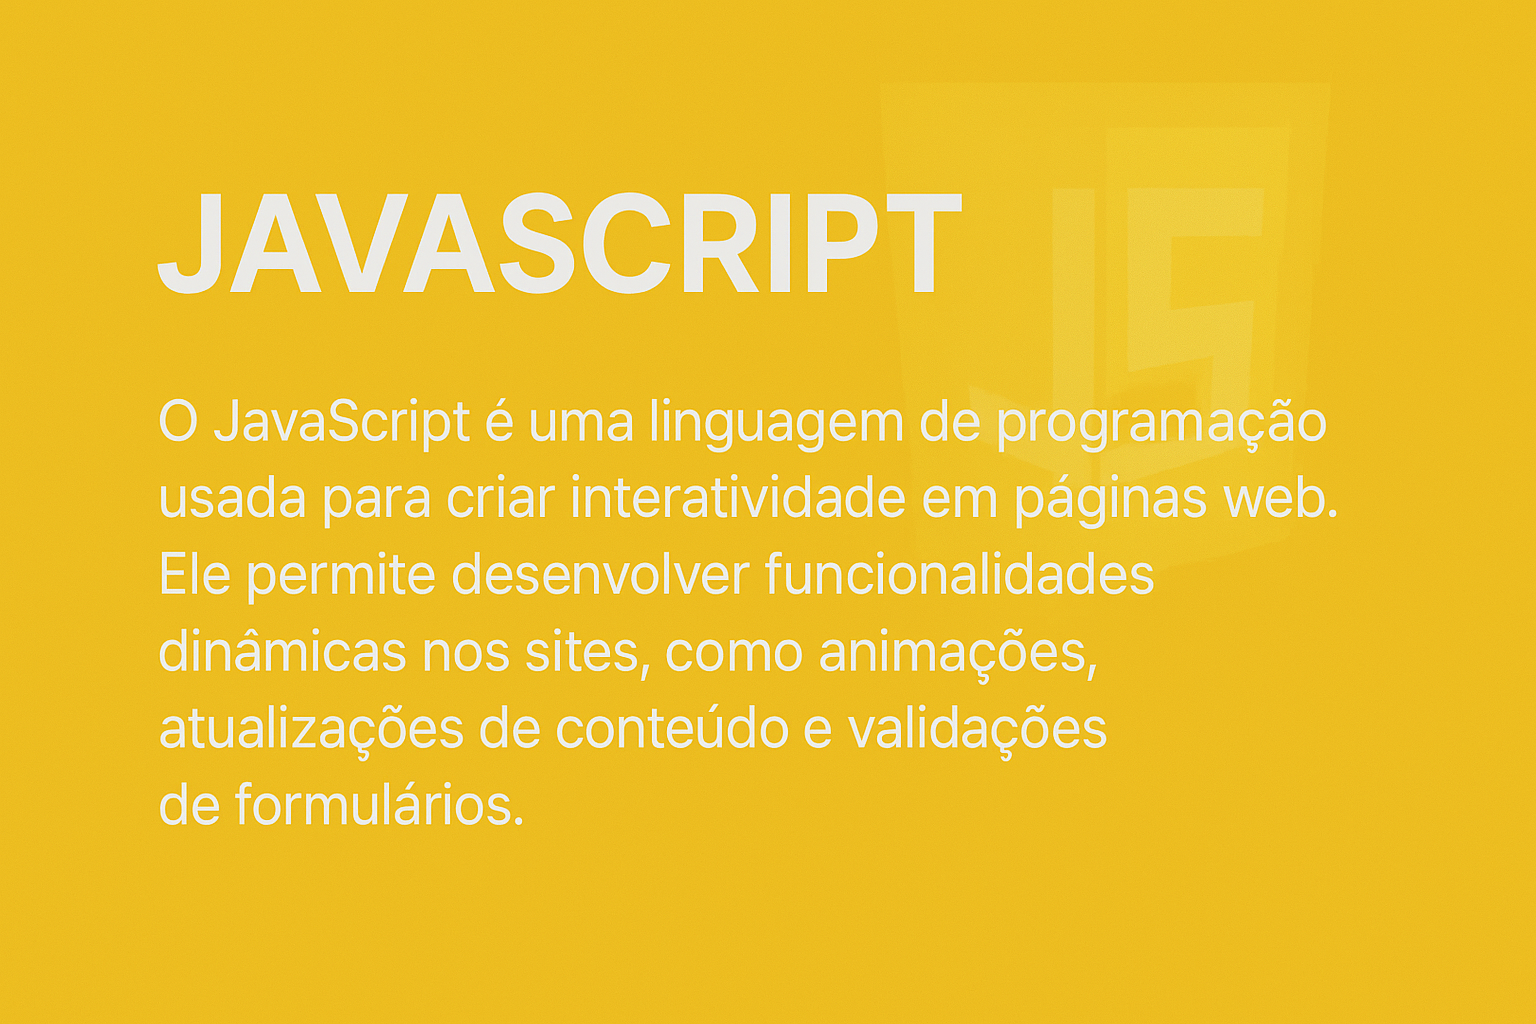 JAVASCRIPT
JS
O JavaScript é uma linguagem de programação
usada para criar interatividade em páginas web.
Ele permite desenvolver funcionalidades
dinâmicas nos sites, como animações,
atualizações de conteúdo e validações
de formulários.